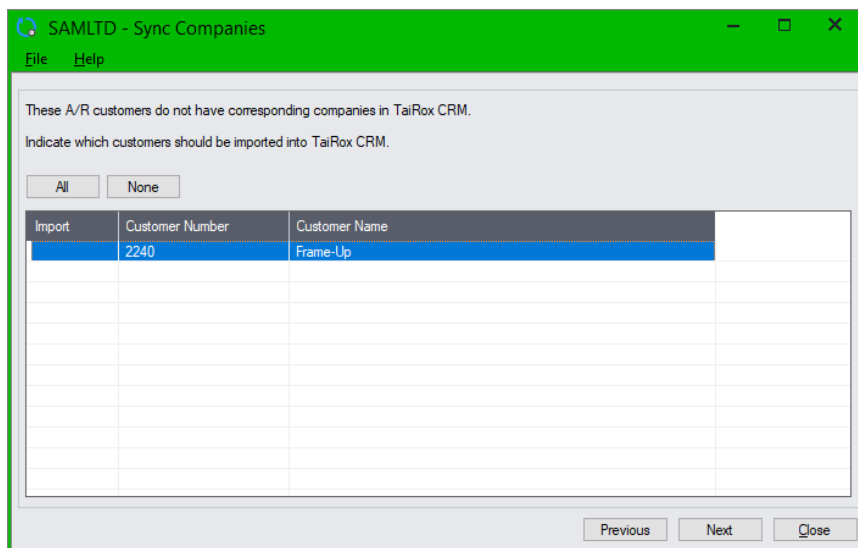 SAMLTD - Sync Companies
File Help
These A/R customers do not have corresponding companies in TaiRox CRM.
Indicate which customers should be imported into TaiRox CRM.
All None
Import Customer Number Customer Name
2240 Frame-Up
Previous Next Close